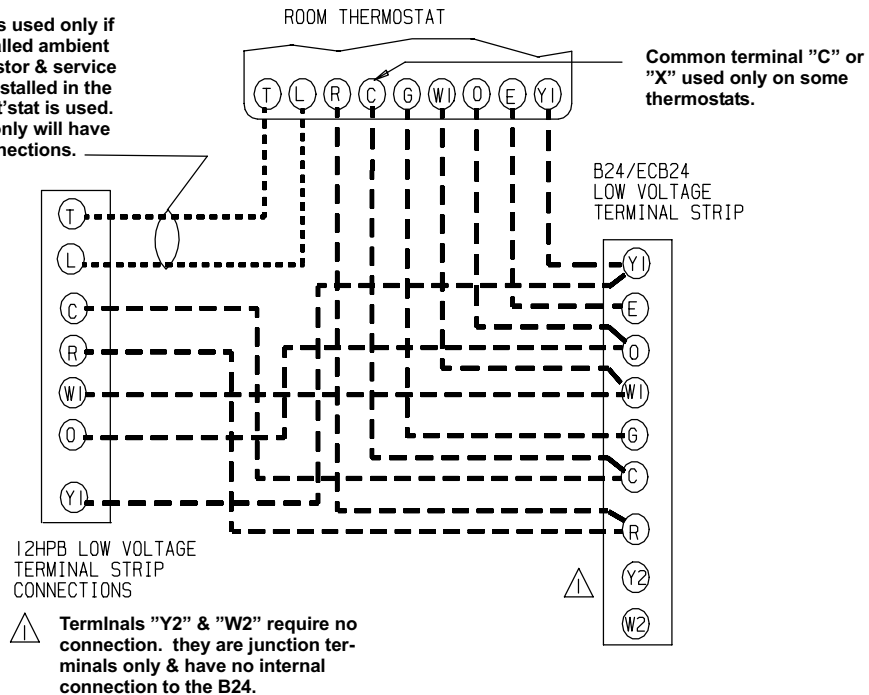 s used only if
alled ambient
stor & service
stalled in the
t'stat is used.
only will have
nections.
ROOM THERMOSTAT
T L R C G W1 O E Y1
Common terminal ”C” or
”X” used only on some
thermostats.
B24/ECB24
LOW VOLTAGE
TERMINAL STRIP
T
L
C
R
W1
O
Y1
Y1
E
O
W1
G
C
R
Y2
W2
1
12HPB LOW VOLTAGE
TERMINAL STRIP
CONNECTIONS
1
TermInals ”Y2" & ”W2” require no
connection. they are junction ter-
minals only & have no internal
connection to the B24.